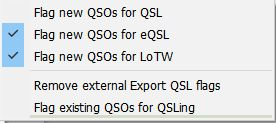 Flag new QSOs for QSL
Flag new QSOs for eQSL
Flag new QSOs for LoTW
Remove external Export QSL flags
Flag existing QSOs for QSLing